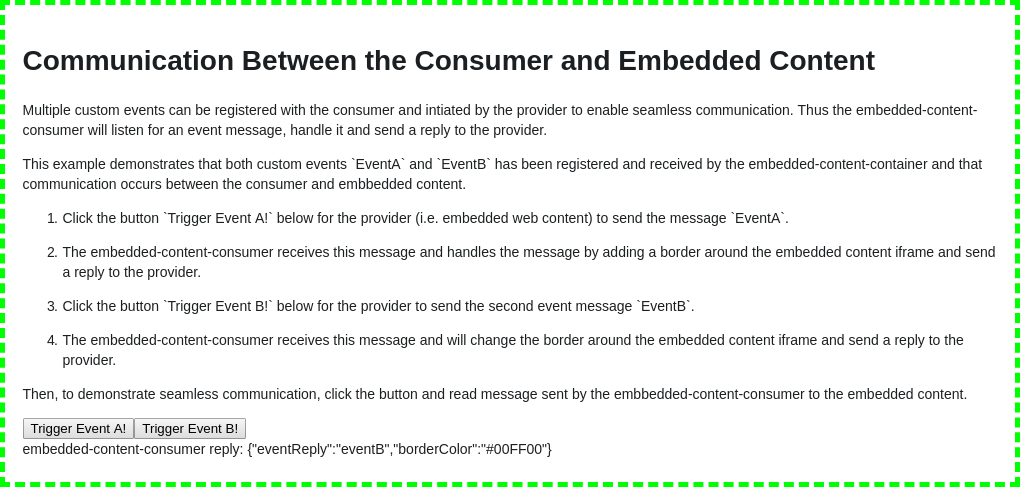 Communication Between the Consumer and Embedded Content
Multiple custom events can be registered with the consumer and intiated by the provider to enable seamless communication. Thus the embedded-content-
consumer will listen for an event message, handle it and send a reply to the provider.
This example demonstrates that both custom events `EventA` and `EventB` has been registered and received by the embedded-content-container and that
communication occurs between the consumer and embbedded content.
1. Click the button `Trigger Event A!` below for the provider (i.e. embedded web content) to send the message `EventA`.
2. The embedded-content-consumer receives this message and handles the message by adding a border around the embedded content iframe and send
a reply to the provider.
3. Click the button `Trigger Event B!` below for the provider to send the second event message `EventB`.
4. The embedded-content-consumer receives this message and will change the border around the embedded content iframe and send a reply to the
provider.
Then, to demonstrate seamless communication, click the button and read message sent by the embbedded-content-consumer to the embedded content.
Trigger Event A! Trigger Event B!
embedded-content-consumer reply: {"eventReply":"eventB","borderColor":"#00FF00"}